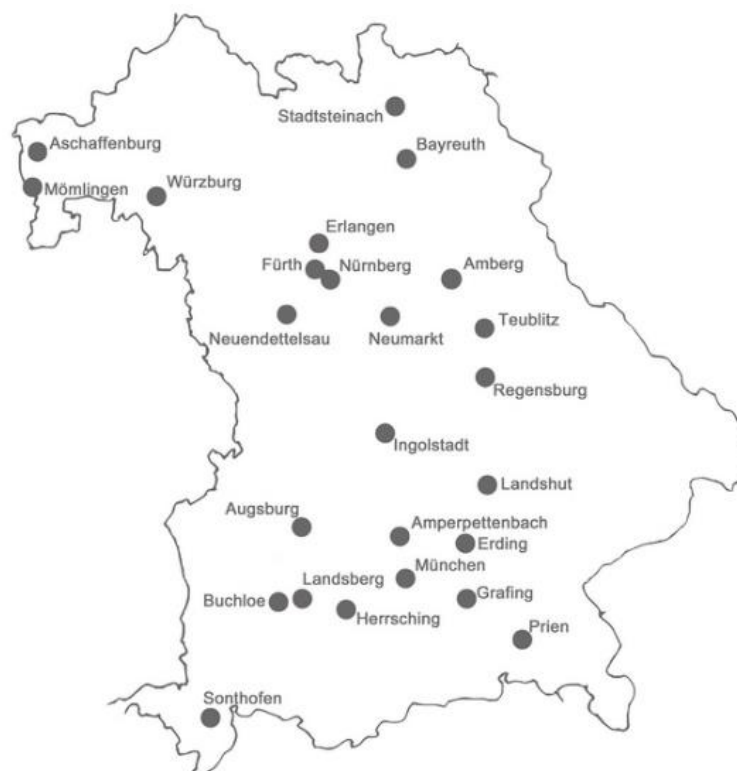 Stadtsteinach
Aschaffenburg
Bayreuth
Mömlingen
Würzburg
Erlangen
Fürth
Nürnberg
Amberg
Neuendettelsau
Neumarkt
Teublitz
Regensburg
Ingolstadt
Landshut
Augsburg
Amperpettenbach
Erding
München
Landsberg
Buchloe
Herrsching
Grafing
Prien
Sonthofen